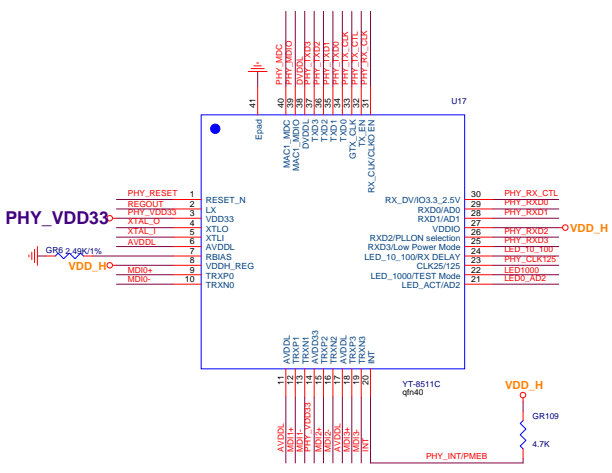 PHY_MDC
PHY_MDIO
DVDDL
PHY_TXD3
PHY_TXD2
PHY_TXD1
PHY_TXD0
PHY_TX_CLK
PHY_TX_CTL
PHY_RX_CLK
41
40
39
38
37
36
35
34
33
32
31
U17
Epad
MAC1_MDC
MAC1_MDIO
DVDDL
TXD3
TXD2
TXD1
TXD0
GTX_CLK
TX_EN
RX_CLK/CLKO EN
PHY_RESET 1 RESET_N
REGOUT 2 LX
PHY_VDD33 PHY_VDD33 3 VDD33
XTAL_O 4 XTLO
XTAL_I 5 XTLI
AVDDL 6 AVDDL
GR6 2.49K/1% 7 RBIAS
VDD_H 8 VDDH_REG
MDI0+ 9 TRXP0
MDI0- 10 TRXN0
RX_DV/IO3.3_2.5V 30 PHY_RX_CTL
RXD0/AD0 29 PHY_RXD0
RXD1/AD1 28 PHY_RXD1
VDDIO 27 VDD_H
RXD2/PLLON selection 26 PHY_RXD2
RXD3/Low Power Mode 25 PHY_RXD3
LED_10_100/RX DELAY 24 LED_10_100
CLK25/125 23 PHY_CLK125
LED_1000/TEST Mode 22 LED1000
LED_ACT/AD2 21 LED0_AD2
AVDDL
TRXP1
TRXN1
AVDD33
TRXP2
TRXN2
AVDDL
TRXP3
TRXN3
INT
11
12
13
14
15
16
17
18
19
20
YT-8511C
qfn40
AVDDL
MDI1+
MDI1-
PHY_VDD33
MDI2+
MDI2-
AVDDL
MDI3+
MDI3-
INT
VDD_H
GR109
4.7K
PHY_INT/PMEB